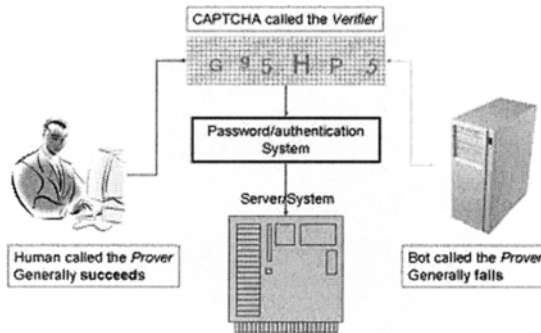 CAPTCHA called the Verifier
G 9 5 H P 5
Password/authentication
System
Server/System
Human called the Prover
Generally succeeds
Bot called the Prover
Generally fails